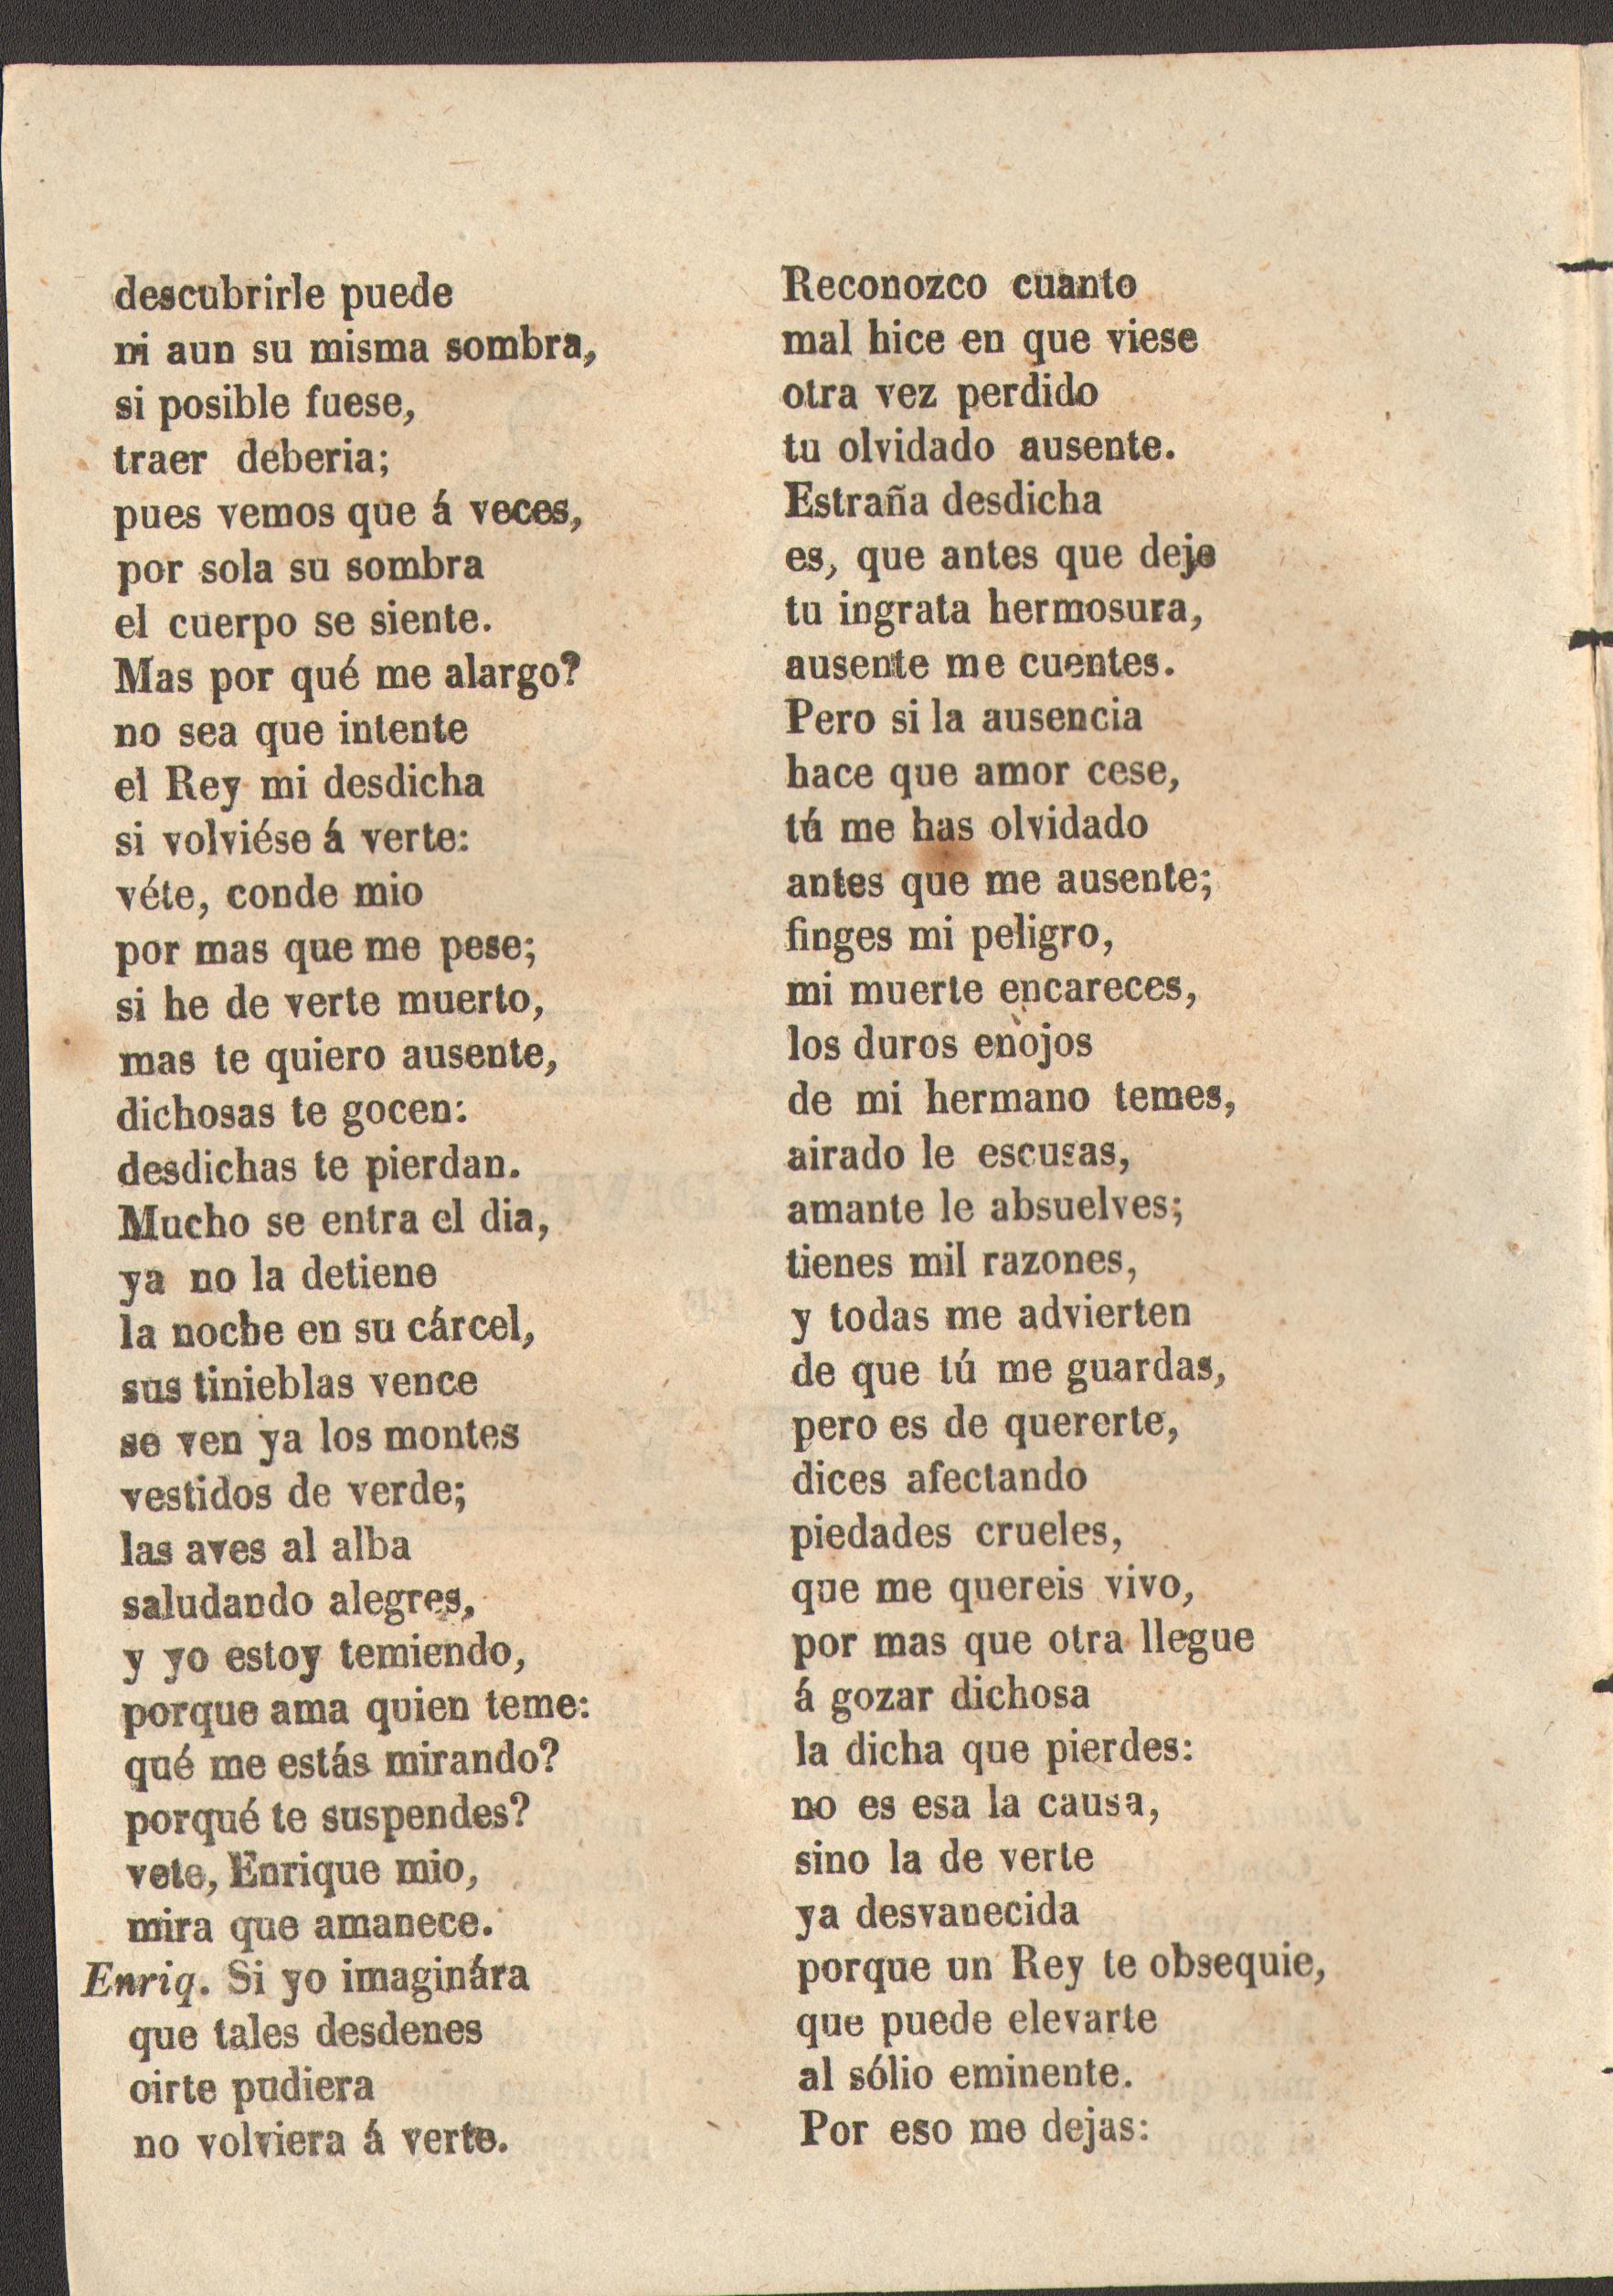 descubrirle puede
ni aun su misma sombra,
si posible fuese,
traer deberia;
pues vemos que á veces,
por sola su sombra
el cuerpo se siente.
Mas por qué me alargo?
no sea que intente
el Rey mi desdicha
si volviése á verte:
véte, conde mio
por mas que me pese;
si he de verte muerto,
mas te quiero ausente,
dichosas te gocen:
desdichas te pierdan.
Mucho se entra el dia,
ya no la detiene
la noche en su cárcel,
sus tinieblas vence
se ven ya los montes
vestidos de verde;
las aves al alba
saludando alegres,
y yo estoy temiendo,
porque ama quien teme:
qué me estás mirando?
porqué te suspendes?
vete, Enrique mio,
mira que amanece.
Enriq. Si yo imaginára
que tales desdenes
oirte pudiera
no volviera á verte.
Reconozco cuanto
mal hice en que viese
otra vez perdido
tu olvidado ausente.
Estraña desdicha
es, que antes que deje
tu ingrata hermosura,
ausente me cuentes.
Pero si la ausencia
hace que amor cese,
tú me has olvidado
antes que me ausente;
finges mi peligro,
mi muerte encareces,
los duros enojos
de mi hermano temes,
airado le escusas,
amante le absuelves;
tienes mil razones,
y todas me advierten
de que tú me guardas,
pero es de quererte,
dices afectando
piedades crueles,
que me quereis vivo,
por mas que otra llegue
á gozar dichosa
la dicha que pierdes:
no es esa la causa,
sino la de verte
ya desvanecida
porque un Rey te obsequie,
que puede elevarte
al sólio eminente.
Por eso me dejas: